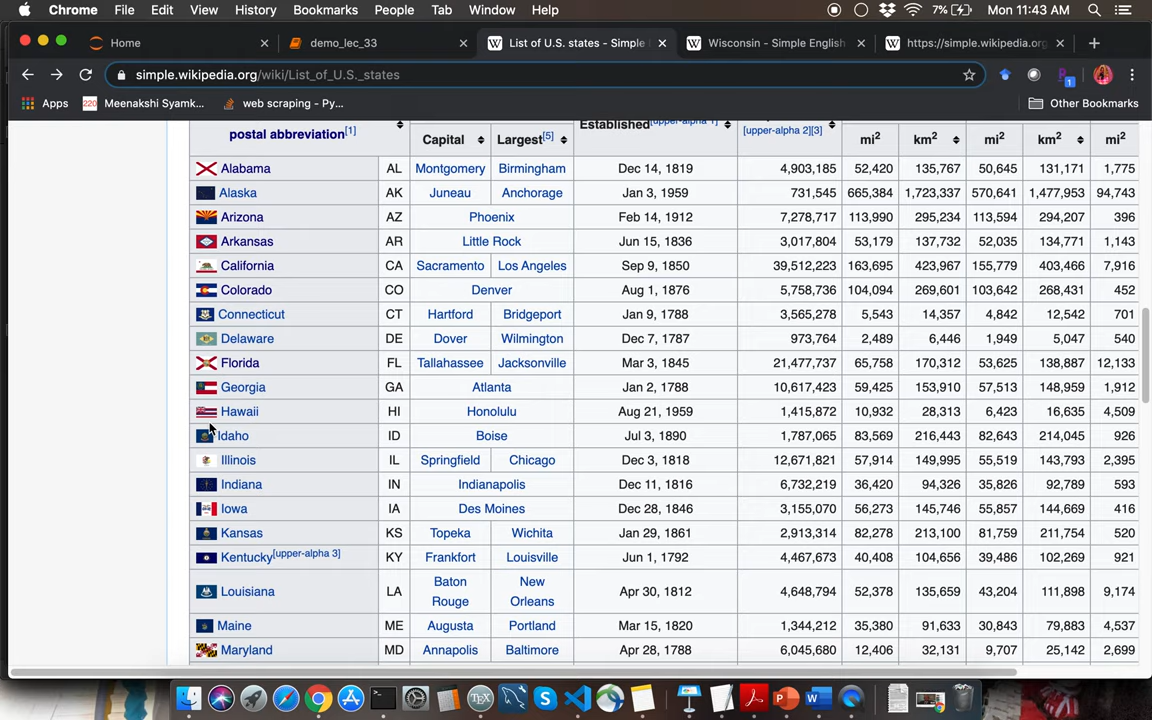 Chrome File Edit View History Bookmarks People Tab Window Help 7% Mon 11:43 AM
Home demo_lec_33 List of U.S. states - Simple Wisconsin - Simple English https://simple.wikipedia.org
simple.wikipedia.org/wiki/List_of_U.S._states
Apps 220 Meenakshi Syamk... web scraping - Py... Other Bookmarks
postal abbreviation[1] Capital Largest[5] Established[upper-alpha 1] [upper-alpha 2][3] mi² km² mi² km² mi²
Alabama AL Montgomery Birmingham Dec 14, 1819 4,903,185 52,420 135,767 50,645 131,171 1,775
Alaska AK Juneau Anchorage Jan 3, 1959 731,545 665,384 1,723,337 570,641 1,477,953 94,743
Arizona AZ Phoenix Feb 14, 1912 7,278,717 113,990 295,234 113,594 294,207 396
Arkansas AR Little Rock Jun 15, 1836 3,017,804 53,179 137,732 52,035 134,771 1,143
California CA Sacramento Los Angeles Sep 9, 1850 39,512,223 163,695 423,967 155,779 403,466 7,916
Colorado CO Denver Aug 1, 1876 5,758,736 104,094 269,601 103,642 268,431 452
Connecticut CT Hartford Bridgeport Jan 9, 1788 3,565,278 5,543 14,357 4,842 12,542 701
Delaware DE Dover Wilmington Dec 7, 1787 973,764 2,489 6,446 1,949 5,047 540
Florida FL Tallahassee Jacksonville Mar 3, 1845 21,477,737 65,758 170,312 53,625 138,887 12,133
Georgia GA Atlanta Jan 2, 1788 10,617,423 59,425 153,910 57,513 148,959 1,912
Hawaii HI Honolulu Aug 21, 1959 1,415,872 10,932 28,313 6,423 16,635 4,509
Idaho ID Boise Jul 3, 1890 1,787,065 83,569 216,443 82,643 214,045 926
Illinois IL Springfield Chicago Dec 3, 1818 12,671,821 57,914 149,995 55,519 143,793 2,395
Indiana IN Indianapolis Dec 11, 1816 6,732,219 36,420 94,326 35,826 92,789 593
Iowa IA Des Moines Dec 28, 1846 3,155,070 56,273 145,746 55,857 144,669 416
Kansas KS Topeka Wichita Jan 29, 1861 2,913,314 82,278 213,100 81,759 211,754 520
Kentucky[upper-alpha 3] KY Frankfort Louisville Jun 1, 1792 4,467,673 40,408 104,656 39,486 102,269 921
Louisiana LA Baton Rouge New Orleans Apr 30, 1812 4,648,794 52,378 135,659 43,204 111,898 9,174
Maine ME Augusta Portland Mar 15, 1820 1,344,212 35,380 91,633 30,843 79,883 4,537
Maryland MD Annapolis Baltimore Apr 28, 1788 6,045,680 12,406 32,131 9,707 25,142 2,699